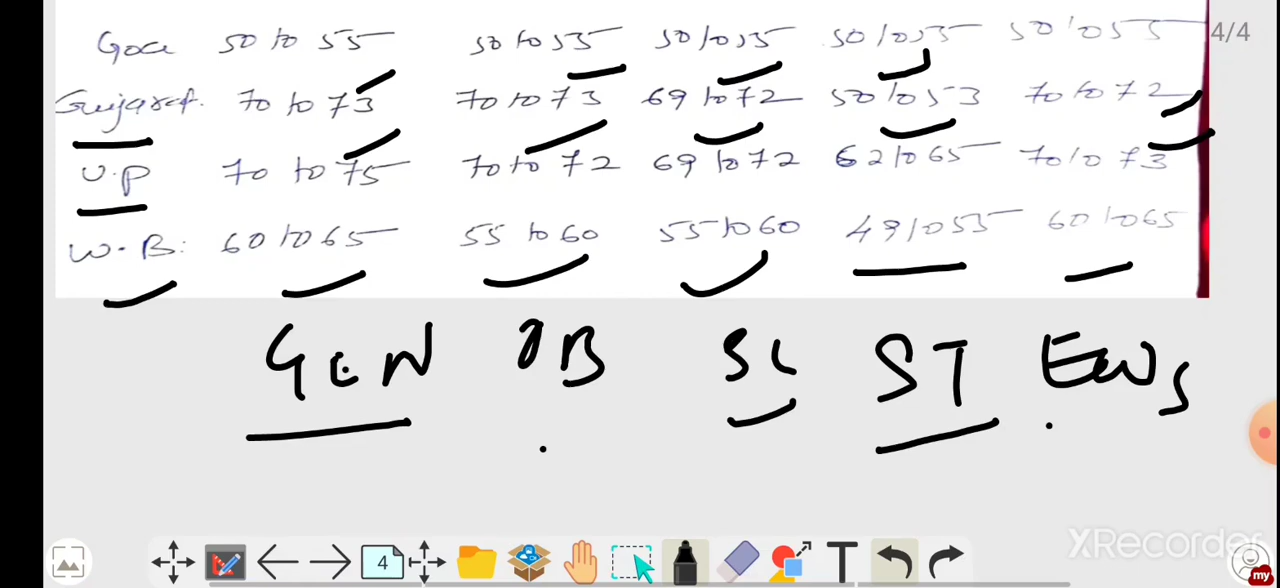 Goa 50 to 55 50 to 55 50 to 55 50 to 55 50 to 55 4/4
Gujarat. 70 to 73 70 to 73 69 to 72 50 to 53 70 to 72
U.P 70 to 75 70 to 72 69 to 72 62 to 65 70 to 73
W.B: 60 to 65 55 to 60 55 to 60 49 to 55 60 to 65
GEN OB SC ST EWS
4 T
XRecorder
my